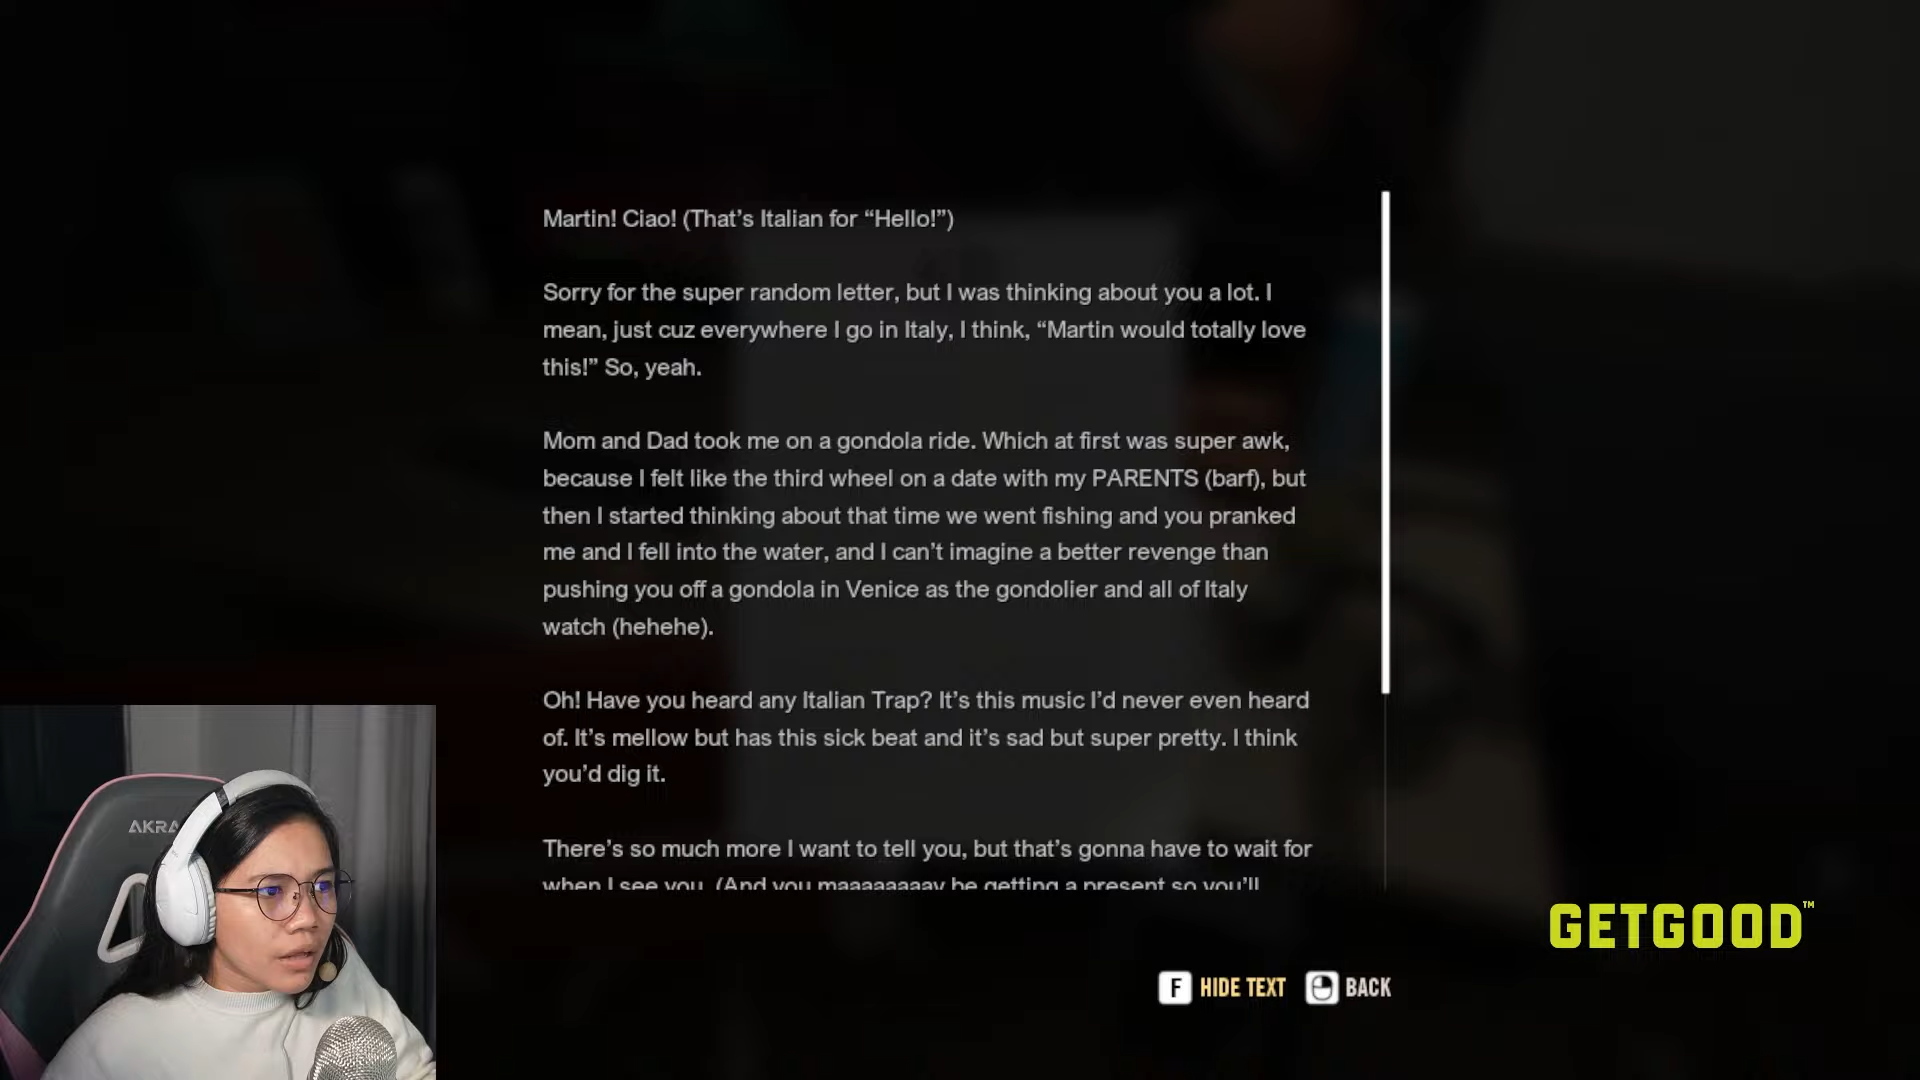 Martin! Ciao! (That's Italian for “Hello!”)
Sorry for the super random letter, but I was thinking about you a lot. I
mean, just cuz everywhere I go in Italy, I think, “Martin would totally love
this!” So, yeah.
Mom and Dad took me on a gondola ride. Which at first was super awk,
because I felt like the third wheel on a date with my PARENTS (barf), but
then I started thinking about that time we went fishing and you pranked
me and I fell into the water, and I can't imagine a better revenge than
pushing you off a gondola in Venice as the gondolier and all of Italy
watch (hehehe).
Oh! Have you heard any Italian Trap? It's this music I'd never even heard
of. It's mellow but has this sick beat and it's sad but super pretty. I think
you'd dig it.
There's so much more I want to tell you, but that's gonna have to wait for
when I see you. (And you maaaaaaaay be getting a present so you'll
AKRA
GETGOOD™
F HIDE TEXT BACK